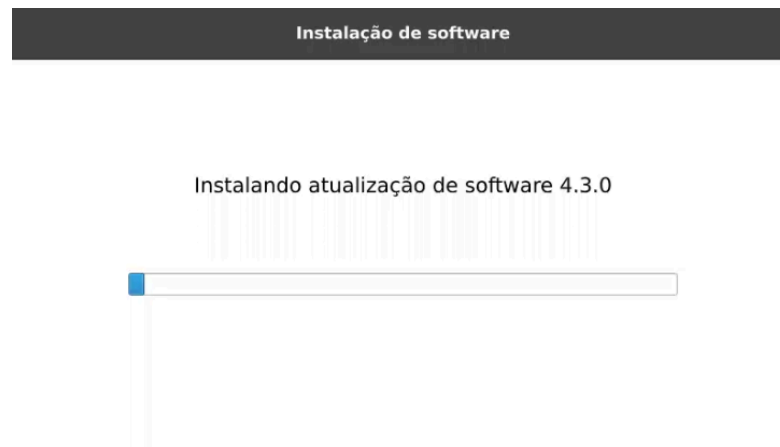 Instalação de software
Instalando atualização de software 4.3.0